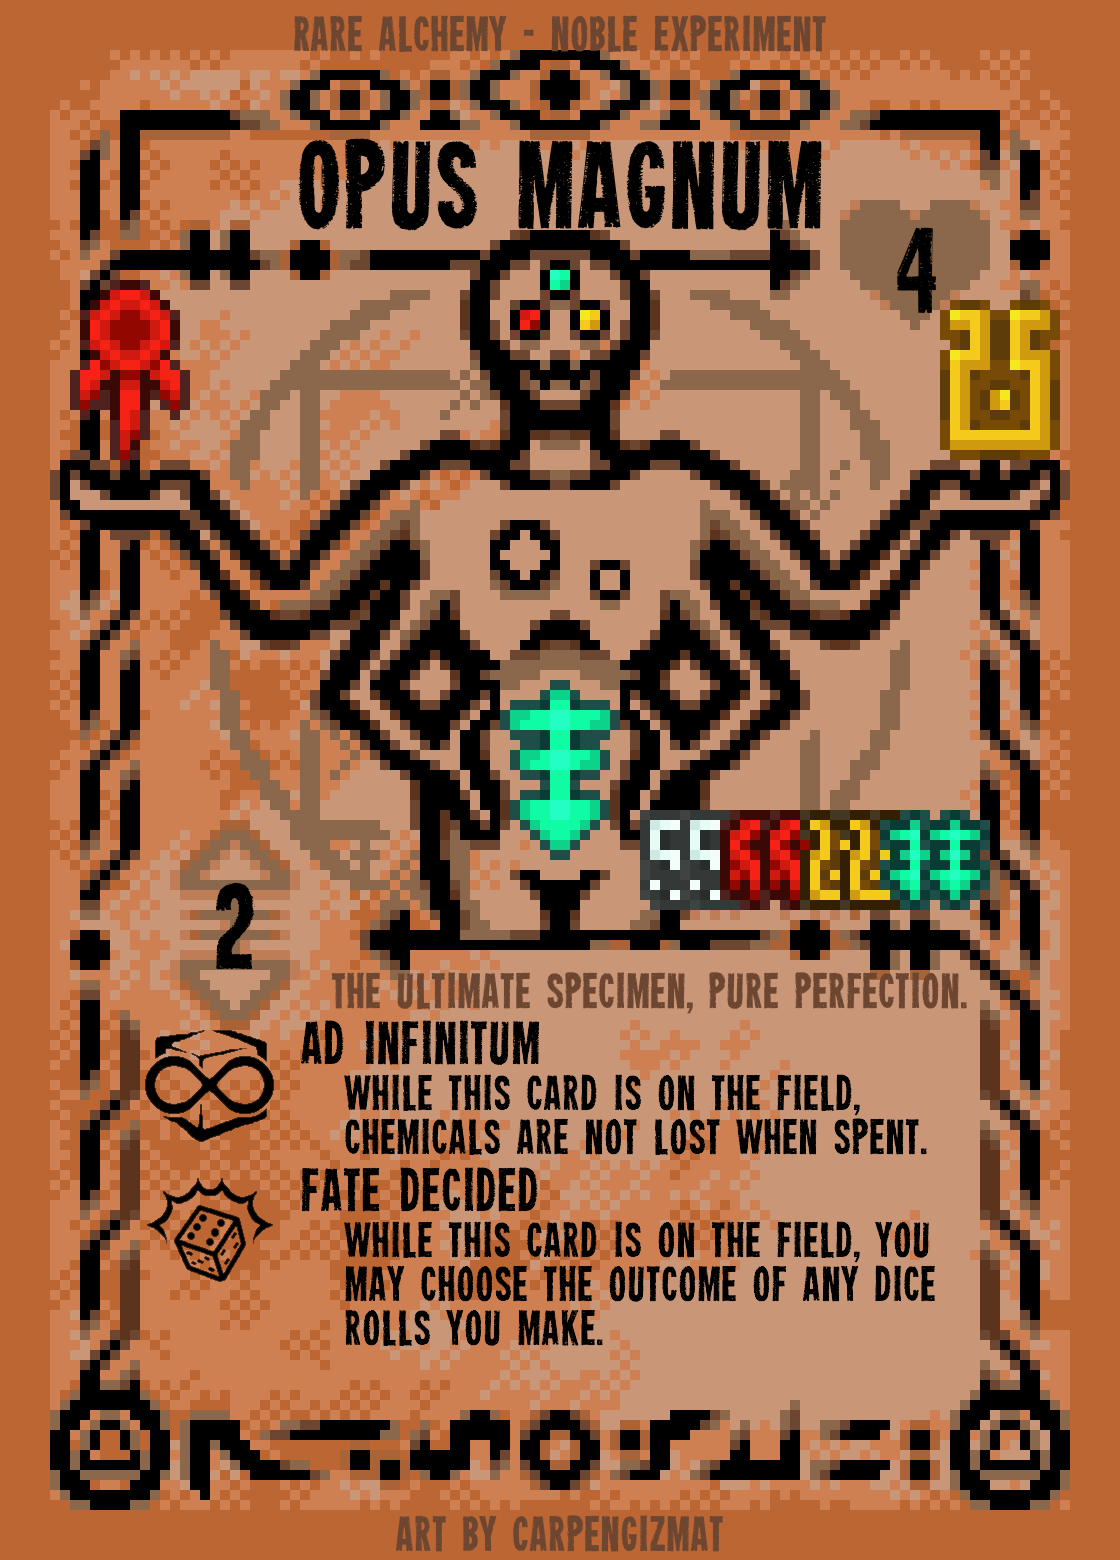 RARE ALCHEMY - NOBLE EXPERIMENT
OPUS MAGNUM
4
2
THE ULTIMATE SPECIMEN, PURE PERFECTION.
AD INFINITUM
WHILE THIS CARD IS ON THE FIELD,
CHEMICALS ARE NOT LOST WHEN SPENT.
FATE DECIDED
WHILE THIS CARD IS ON THE FIELD, YOU
MAY CHOOSE THE OUTCOME OF ANY DICE
ROLLS YOU MAKE.
ART BY CARPENGIZMAT